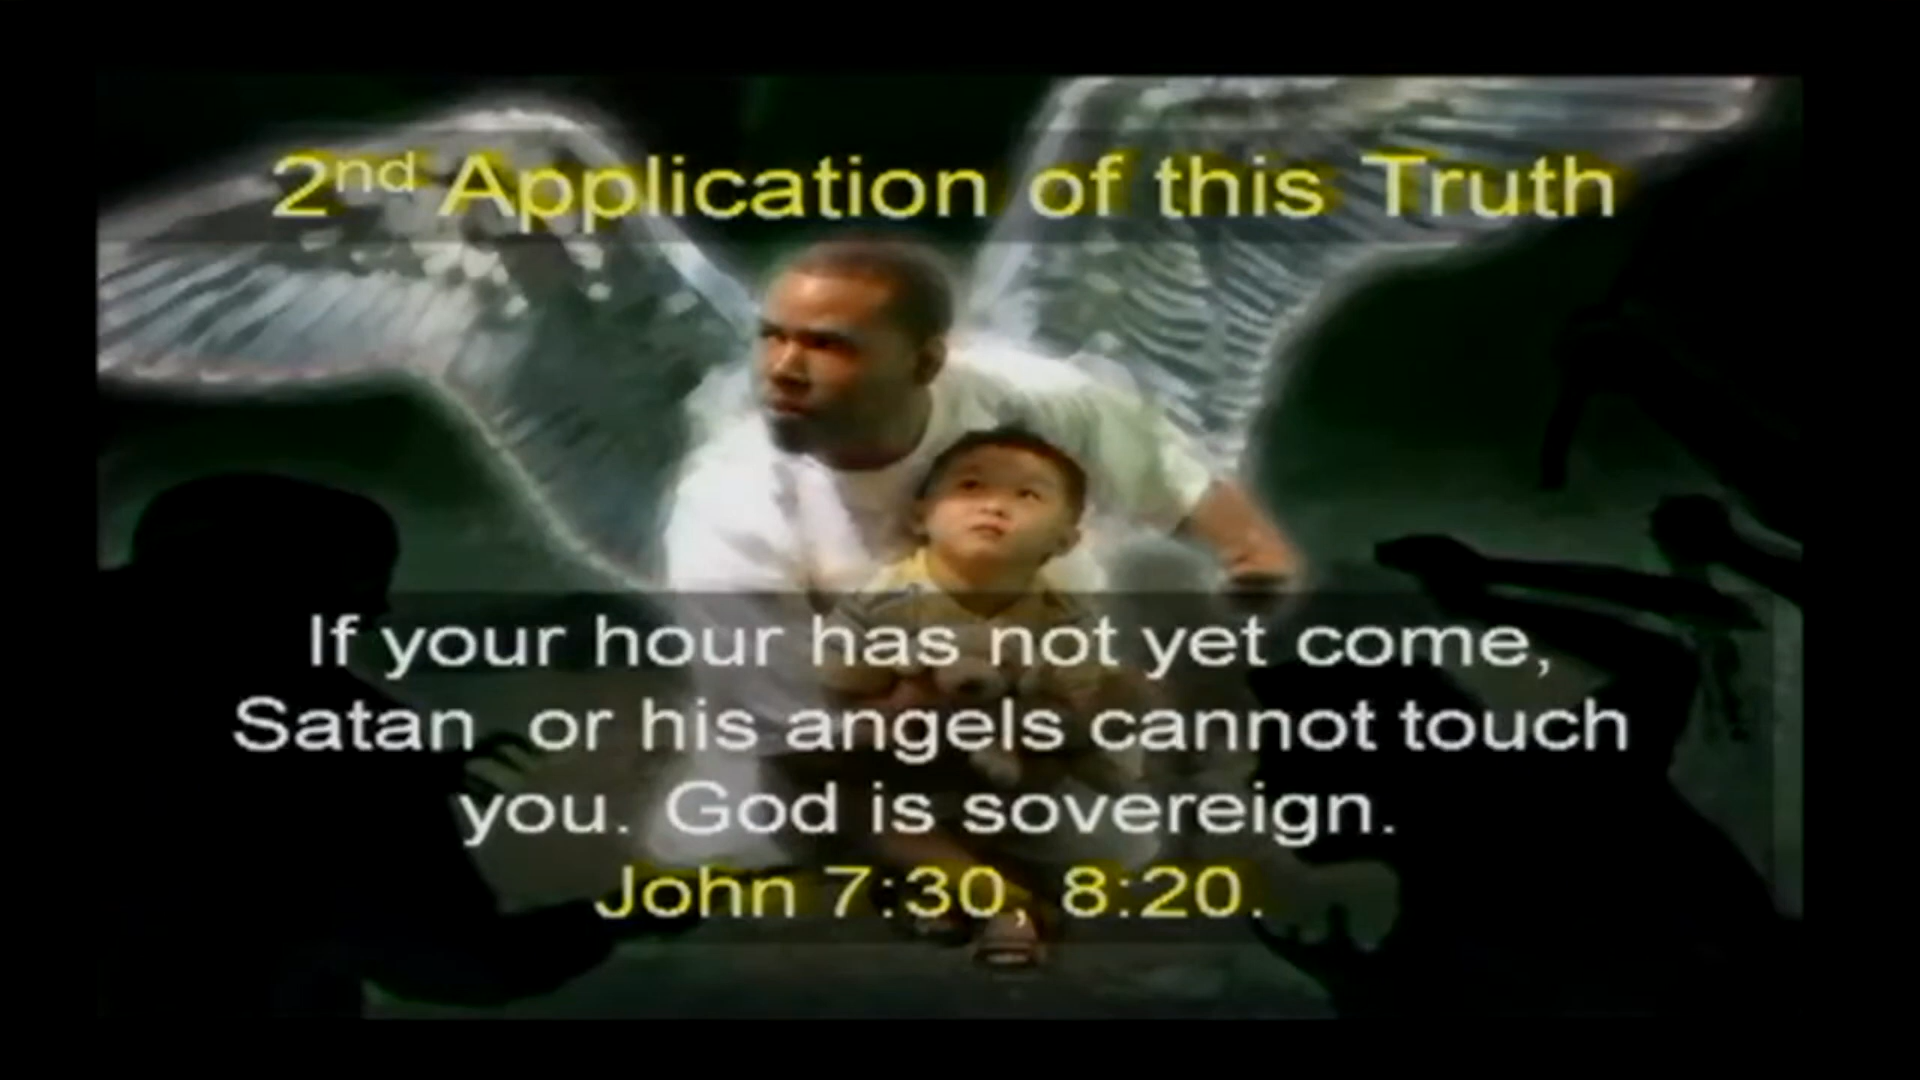 2nd Application of this Truth
If your hour has not yet come,
Satan or his angels cannot touch
you. God is sovereign.
John 7:30, 8:20.